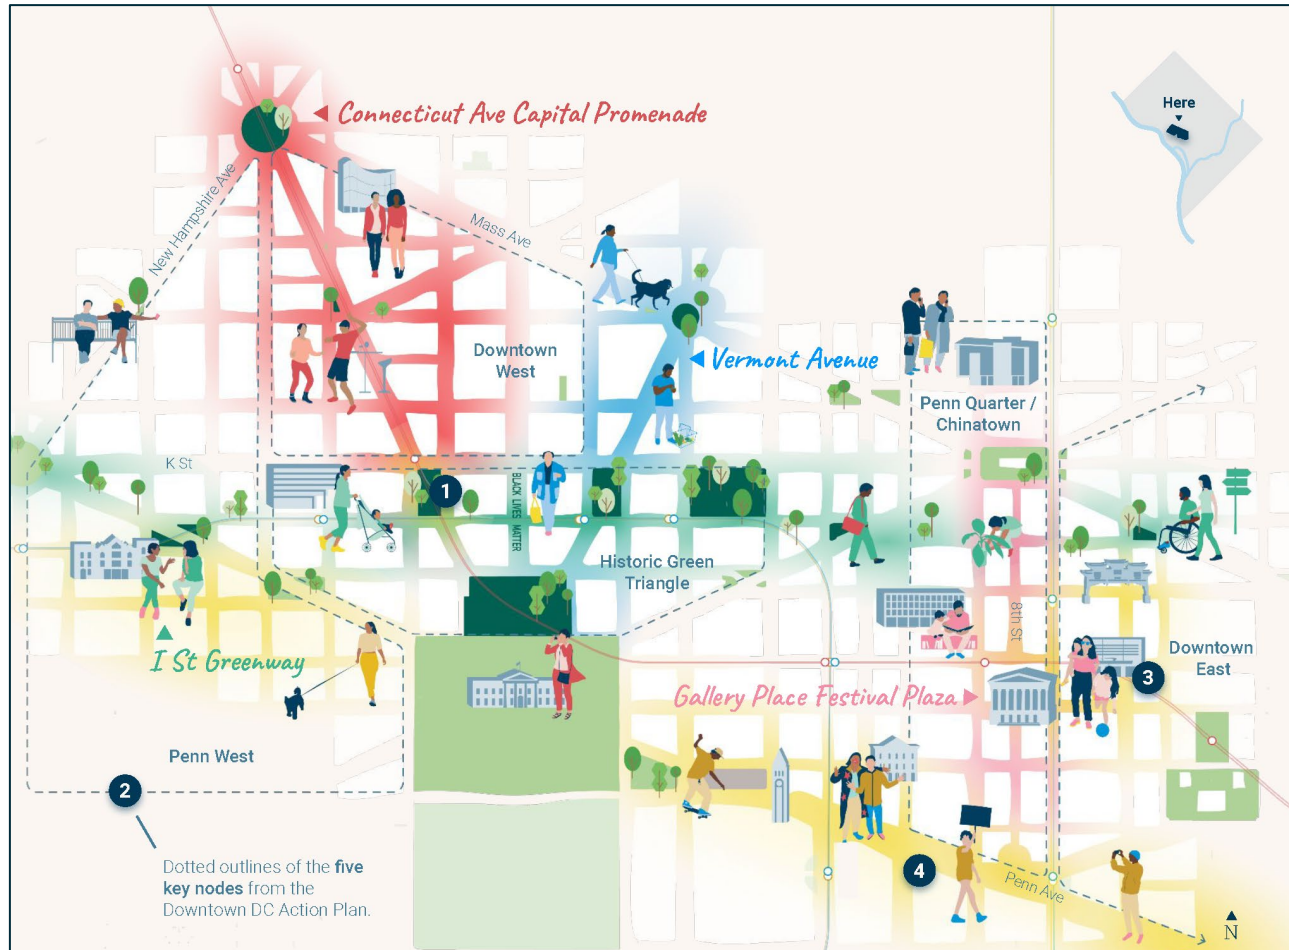 Connecticut Ave Capital Promenade
Here
New Hampshire Ave
Mass Ave
Downtown
West
Vermont Avenue
Penn Quarter /
Chinatown
K St
1
BLACK LIVES MATTER
Historic Green
Triangle
I St Greenway
8th St
Downtown
East
3
Gallery Place Festival Plaza
Penn West
2
Dotted outlines of the five
key nodes from the
Downtown DC Action Plan.
4
Penn Ave
N